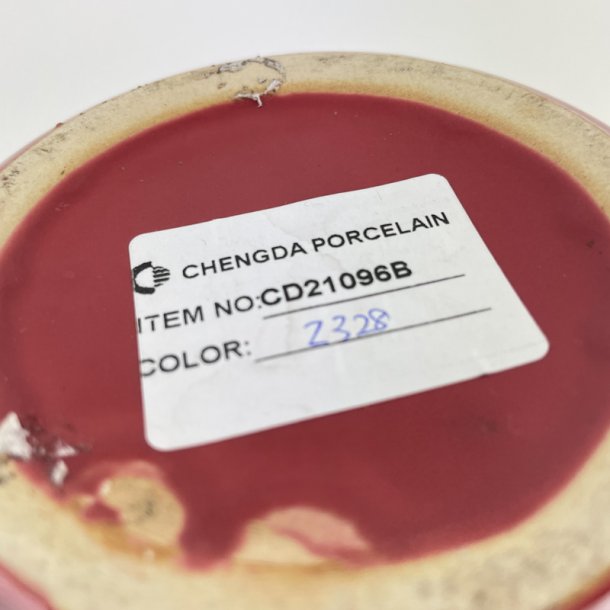 CHENGDA PORCELAIN
ITEM NO:CD21096B
COLOR: 2328